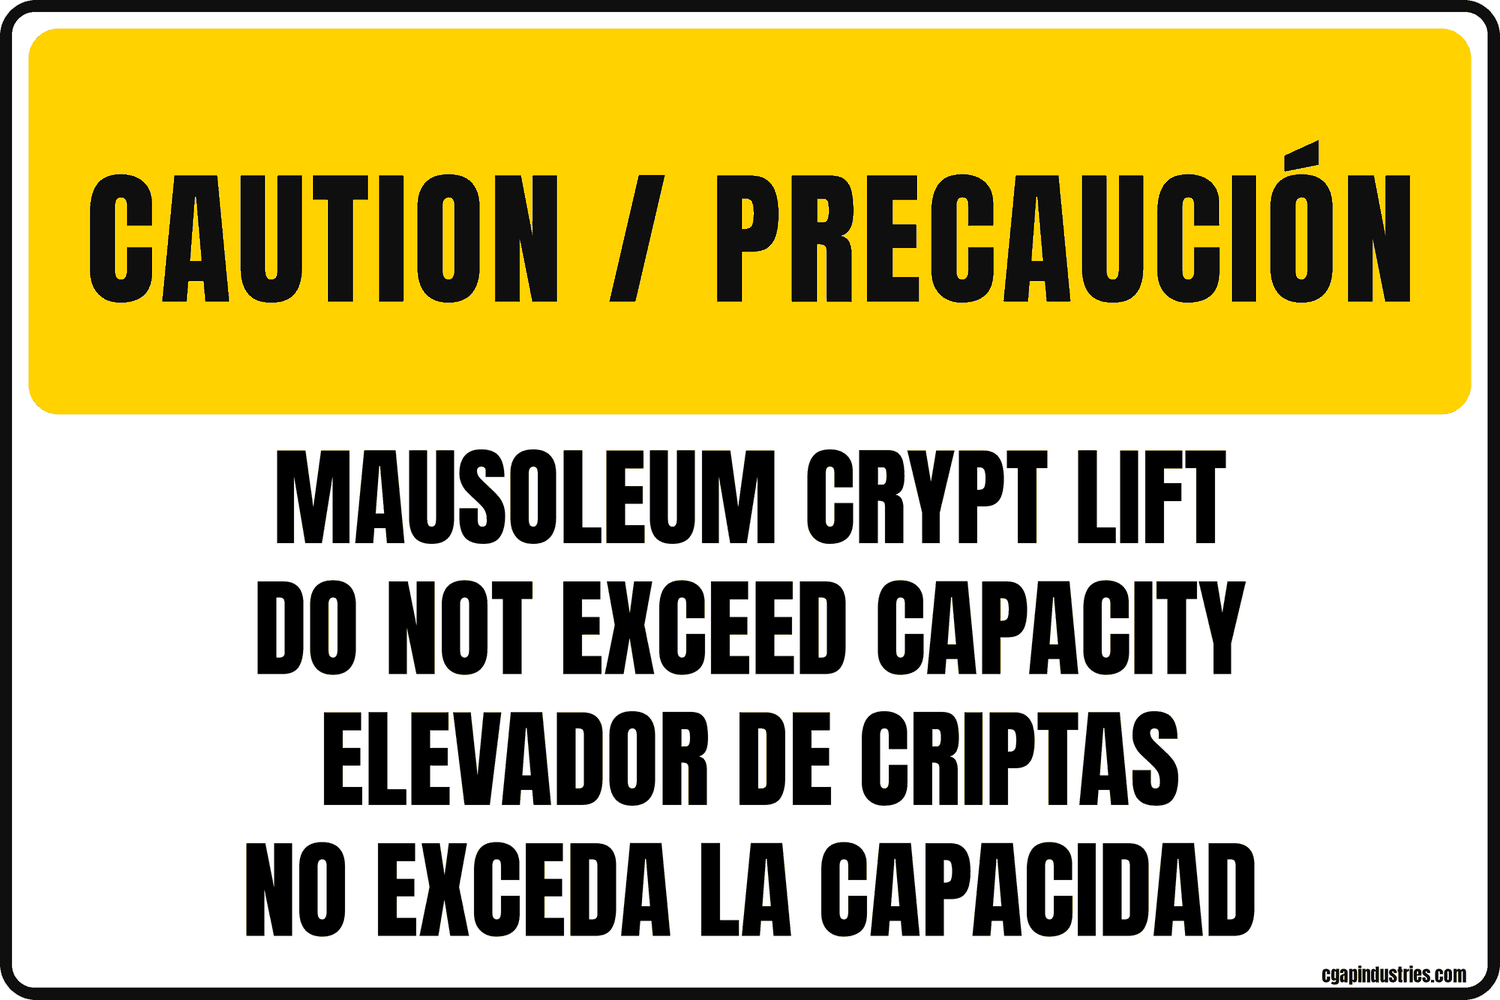 CAUTION / PRECAUCIÓN
MAUSOLEUM CRYPT LIFT
DO NOT EXCEED CAPACITY
ELEVADOR DE CRIPTAS
NO EXCEDA LA CAPACIDAD
cgapindustries.com